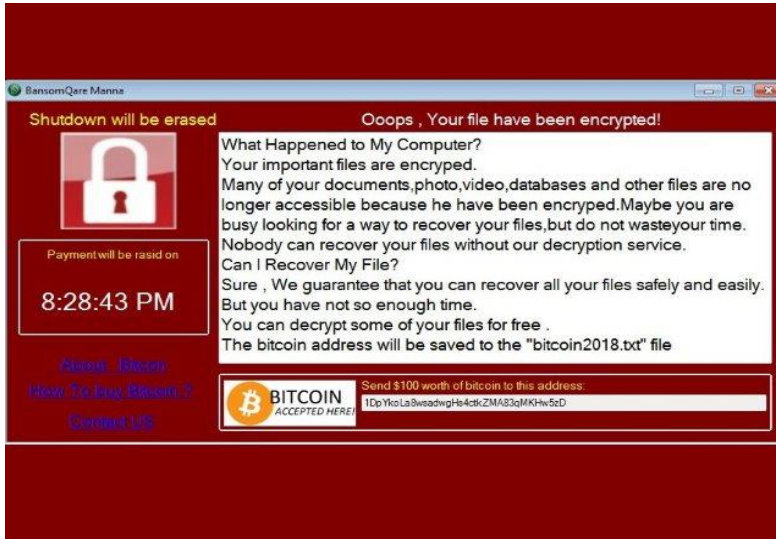 BansomQare Manna
Shutdown will be erased
Ooops , Your file have been encrypted!
What Happened to My Computer?
Your important files are encryped.
Many of your documents,photo,video,databases and other files are no
longer accessible because he have been encryped.Maybe you are
busy looking for a way to recover your files,but do not wasteyour time.
Nobody can recover your files without our decryption service.
Can I Recover My File?
Sure , We guarantee that you can recover all your files safely and easily.
But you have not so enough time.
You can decrypt some of your files for free .
The bitcoin address will be saved to the "bitcoin2018.txt" file
Payment will be rasid on
8:28:43 PM
About Bitcon
How To buy Bitcoin ?
Contact US
BITCOIN
ACCEPTED HERE!
Send $100 worth of bitcoin to this address: